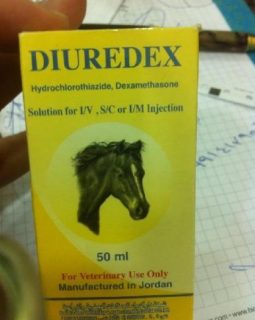 DIUREDEX
Hydrochlorothiazide, Dexamethasone
Solution for I/V , S/C or I/M Injection
50 ml
For Veterinary Use Only
Manufactured in Jordan